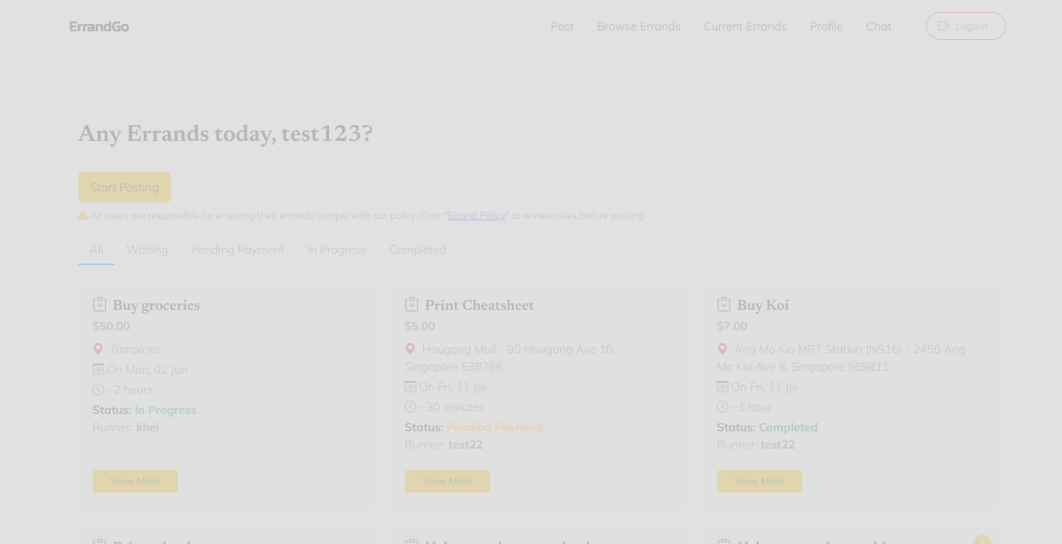 ErrandGo
Post Browse Errands Current Errands Profile Chat Logout
Any Errands today, test123?
Start Posting
All users are responsible for ensuring their errands comply with our policy. Click "Errand Policy" to review rules before posting.
All Waiting Pending Payment In Progress Completed
Buy groceries
$50.00
Tampines
On Mon, 02 Jun
~2 hours
Status: In Progress
Runner: khei
View More
Print Cheatsheet
$5.00
Hougang Mall - 90 Hougang Ave 10,
Singapore 538766
On Fri, 11 Jul
~30 minutes
Status: Pending Payment
Runner: test22
View More
Buy Koi
$7.00
Ang Mo Kio MRT Station (NS16) - 2450 Ang
Mo Kio Ave 8, Singapore 569811
On Fri, 11 Jul
~1 hour
Status: Completed
Runner: test22
View More